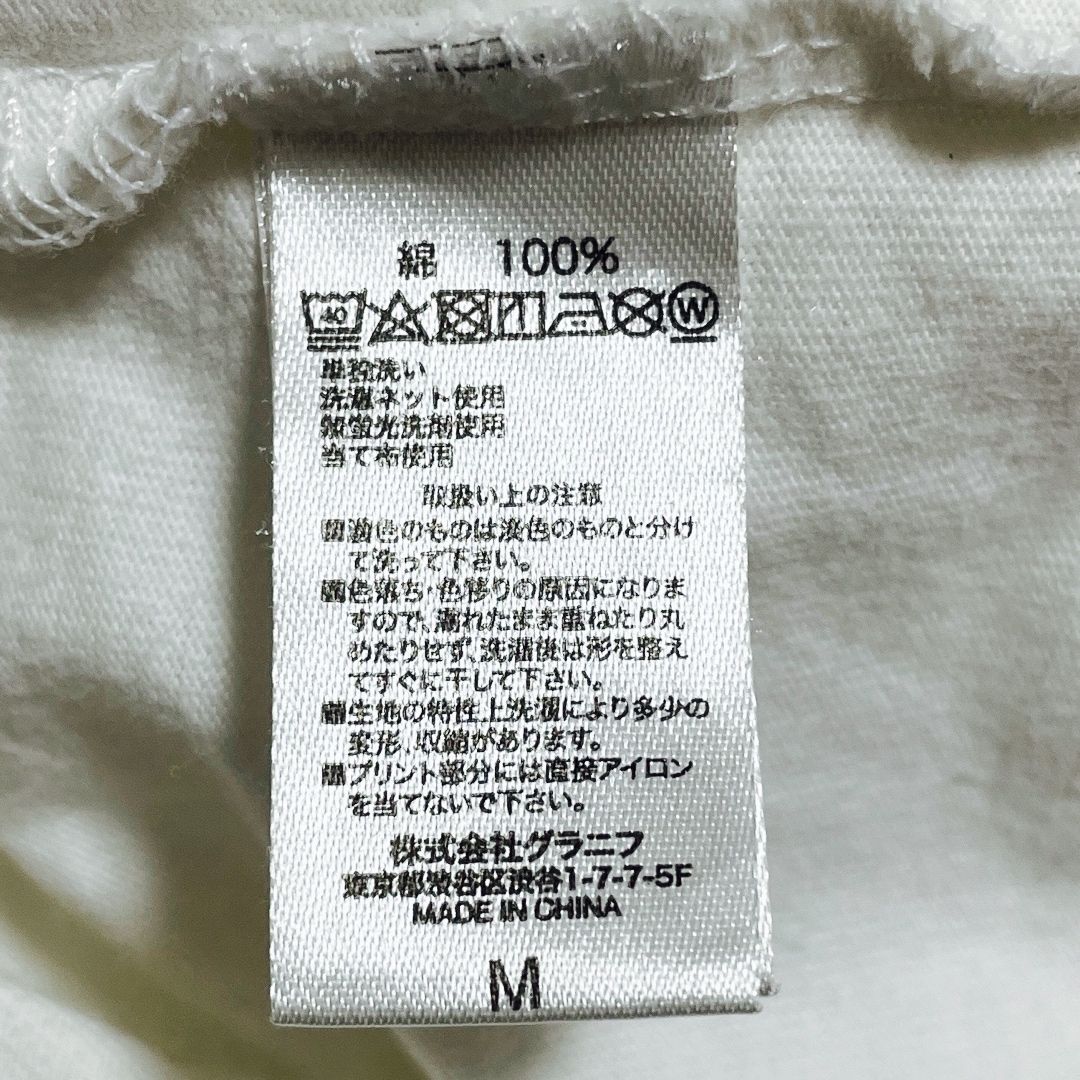 綿 100%
40 W
単独洗い
洗濯ネット使用
無蛍光洗剤使用
当て布使用
取扱い上の注意
■濃色のものは淡色のものと分け
て洗って下さい。
■色落ち・色移りの原因になりま
すので、濡れたまま重ねたり丸
めたりせず、洗濯後は形を整え
てすぐに干して下さい。
■生地の特性上洗濯により多少の
変形、収縮があります。
■プリント部分には直接アイロン
を当てないで下さい。
株式会社グラニフ
東京都渋谷区渋谷1-7-7-5F
MADE IN CHINA
M